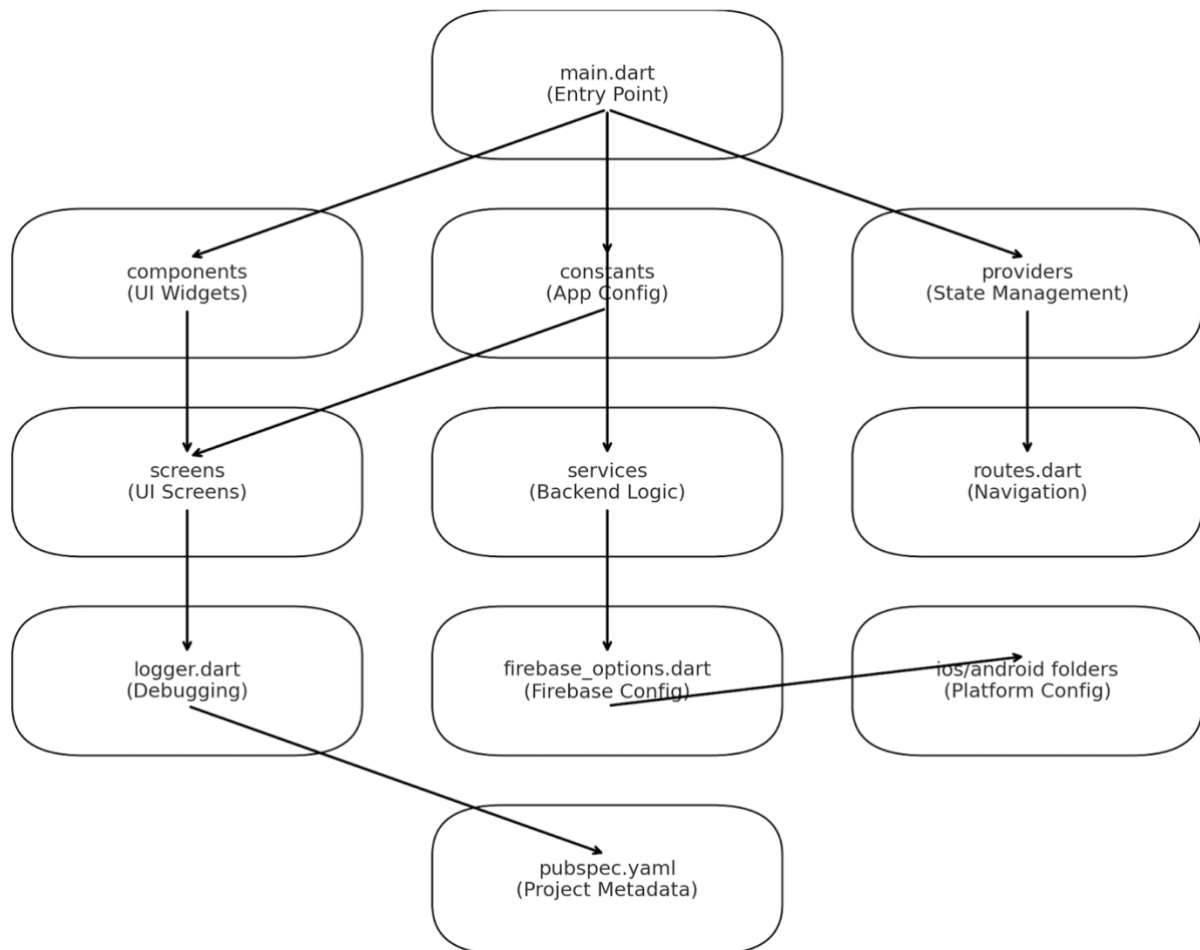 main.dart
(Entry Point)
components
(UI Widgets)
constants
(App Config)
providers
(State Management)
screens
(UI Screens)
services
(Backend Logic)
routes.dart
(Navigation)
logger.dart
(Debugging)
firebase_options.dart
(Firebase Config)
ios/android folders
(Platform Config)
pubspec.yaml
(Project Metadata)